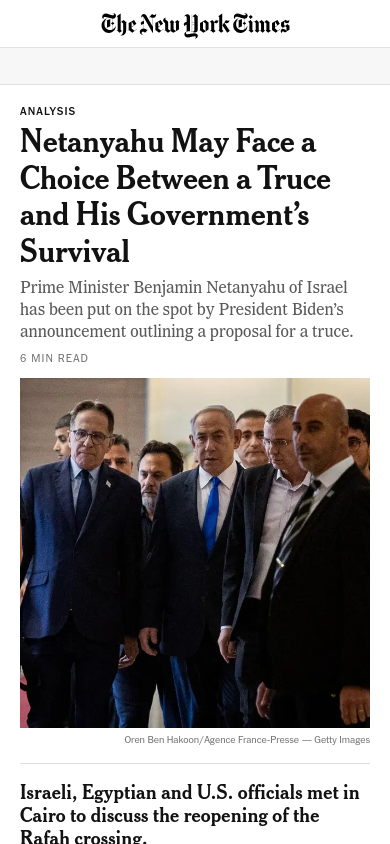 The New York Times
ANALYSIS
Netanyahu May Face a
Choice Between a Truce
and His Government’s
Survival
Prime Minister Benjamin Netanyahu of Israel
has been put on the spot by President Biden’s
announcement outlining a proposal for a truce.
6 MIN READ
Oren Ben Hakoon/Agence France-Presse — Getty Images
Israeli, Egyptian and U.S. officials met in
Cairo to discuss the reopening of the
Rafah crossing.